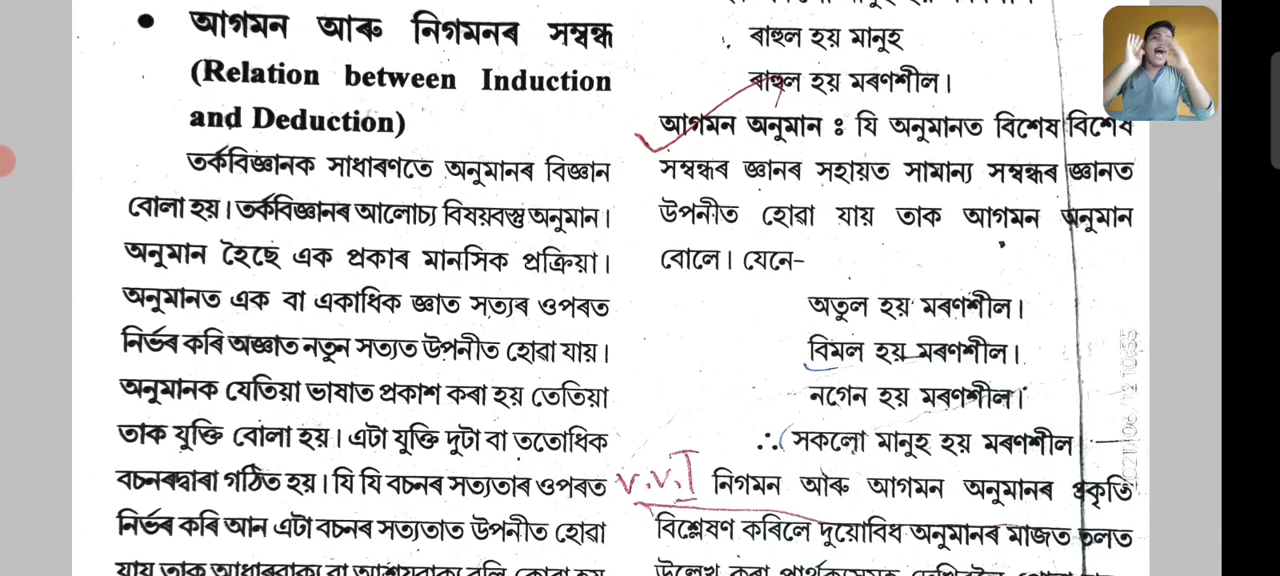 • আগমন আৰু নিগমনৰ সম্বন্ধ
(Relation between Induction
and Deduction)
তৰ্কবিজ্ঞানক সাধাৰণতে অনুমানৰ বিজ্ঞান
বোলা হয়। তৰ্কবিজ্ঞানৰ আলোচ্য বিষয়বস্তু অনুমান।
অনুমান হৈছে এক প্ৰকাৰ মানসিক প্ৰক্ৰিয়া।
অনুমানত এক বা একাধিক জ্ঞাত সত্যৰ ওপৰত
নিৰ্ভৰ কৰি অজ্ঞাত নতুন সত্যত উপনীত হোৱা যায়।
অনুমানক যেতিয়া ভাষাত প্ৰকাশ কৰা হয় তেতিয়া
তাক যুক্তি বোলা হয়। এটা যুক্তি দুটা বা ততোধিক
বচনৰদ্বাৰা গঠিত হয়। যি যি বচনৰ সত্যতাৰ ওপৰত
নিৰ্ভৰ কৰি আন এটা বচনৰ সত্যতাত উপনীত হোৱা
ৰাহুল হয় মানুহ
ৰাহুল হয় মৰণশীল।
আগমন অনুমান ঃ যি অনুমানত বিশেষ বিশেষ
সম্বন্ধৰ জ্ঞানৰ সহায়ত সামান্য সম্বন্ধৰ জ্ঞানত
উপনীত হোৱা যায় তাক আগমন অনুমান
বোলে। যেনে-
অতুল হয় মৰণশীল।
বিমল হয় মৰণশীল।
নগেন হয় মৰণশীল।
∴ সকলো মানুহ হয় মৰণশীল।
V.V.I নিগমন আৰু আগমন অনুমানৰ প্ৰকৃতি
বিশ্লেষণ কৰিলে দুয়োবিধ অনুমানৰ মাজত তলত
2021/06/12 10:55